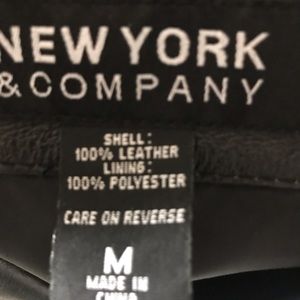 NEW YORK
& COMPANY
SHELL:
100% LEATHER
LINING:
100% POLYESTER
CARE ON REVERSE
M
MADE IN
CHINA